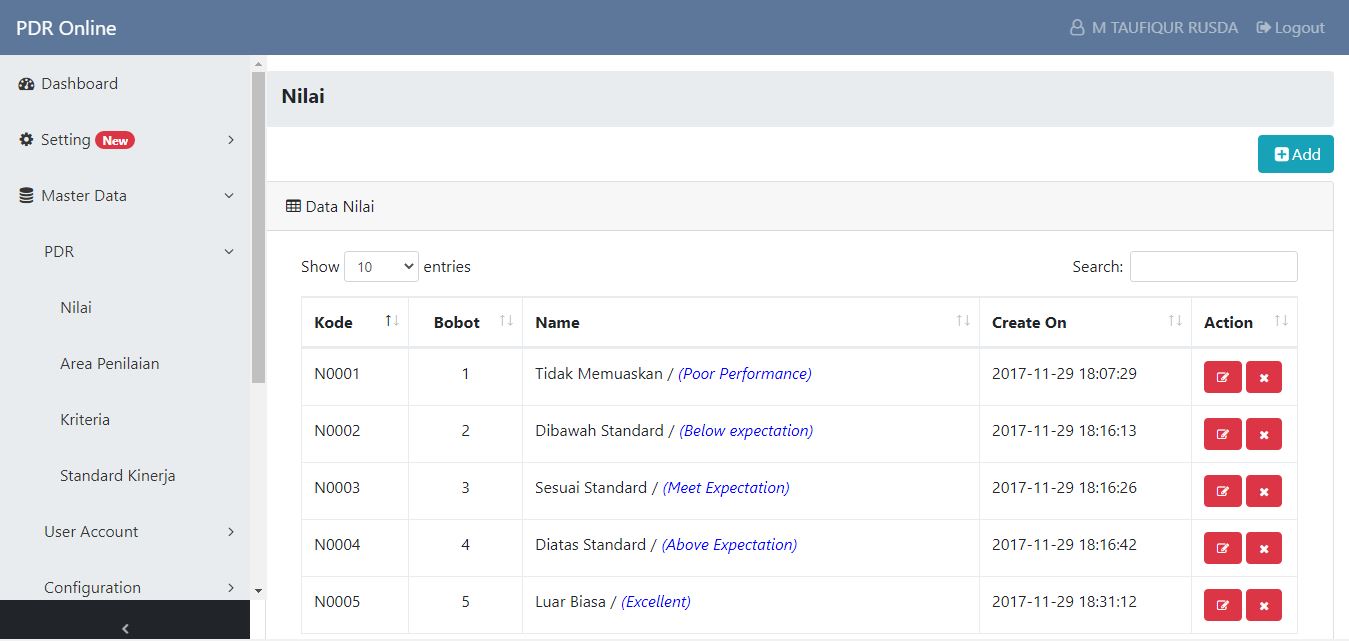 PDR Online
M TAUFIQUR RUSDA Logout
Dashboard
Setting New
Master Data
PDR
Nilai
Area Penilaian
Kriteria
Standard Kinerja
User Account
Configuration
Nilai
Add
Data Nilai
Show 10 entries Search:
Kode Bobot Name Create On Action
N0001 1 Tidak Memuaskan / (Poor Performance) 2017-11-29 18:07:29
N0002 2 Dibawah Standard / (Below expectation) 2017-11-29 18:16:13
N0003 3 Sesuai Standard / (Meet Expectation) 2017-11-29 18:16:26
N0004 4 Diatas Standard / (Above Expectation) 2017-11-29 18:16:42
N0005 5 Luar Biasa / (Excellent) 2017-11-29 18:31:12